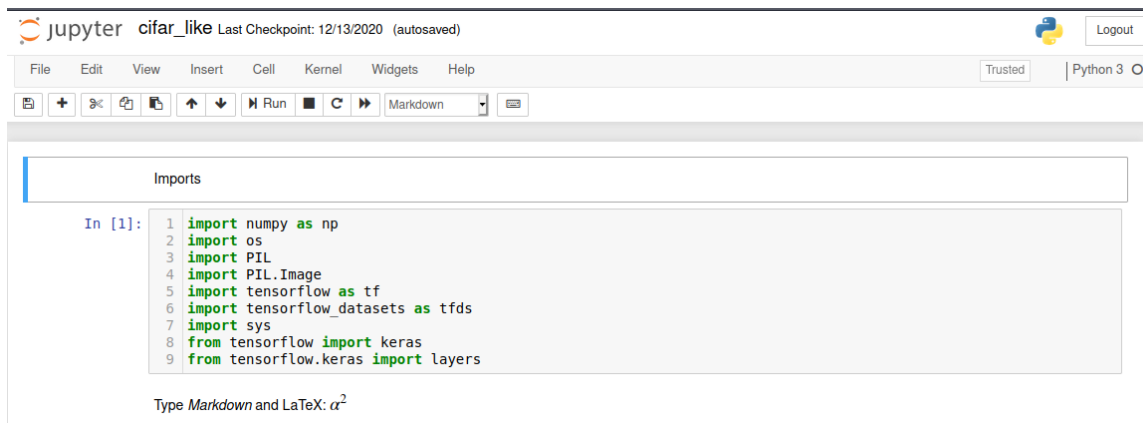 jupyter cifar_like Last Checkpoint: 12/13/2020 (autosaved) Logout
File Edit View Insert Cell Kernel Widgets Help Trusted Python 3
Run Markdown
Imports
In [1]:
1 import numpy as np
2 import os
3 import PIL
4 import PIL.Image
5 import tensorflow as tf
6 import tensorflow_datasets as tfds
7 import sys
8 from tensorflow import keras
9 from tensorflow.keras import layers
Type Markdown and LaTeX: α²